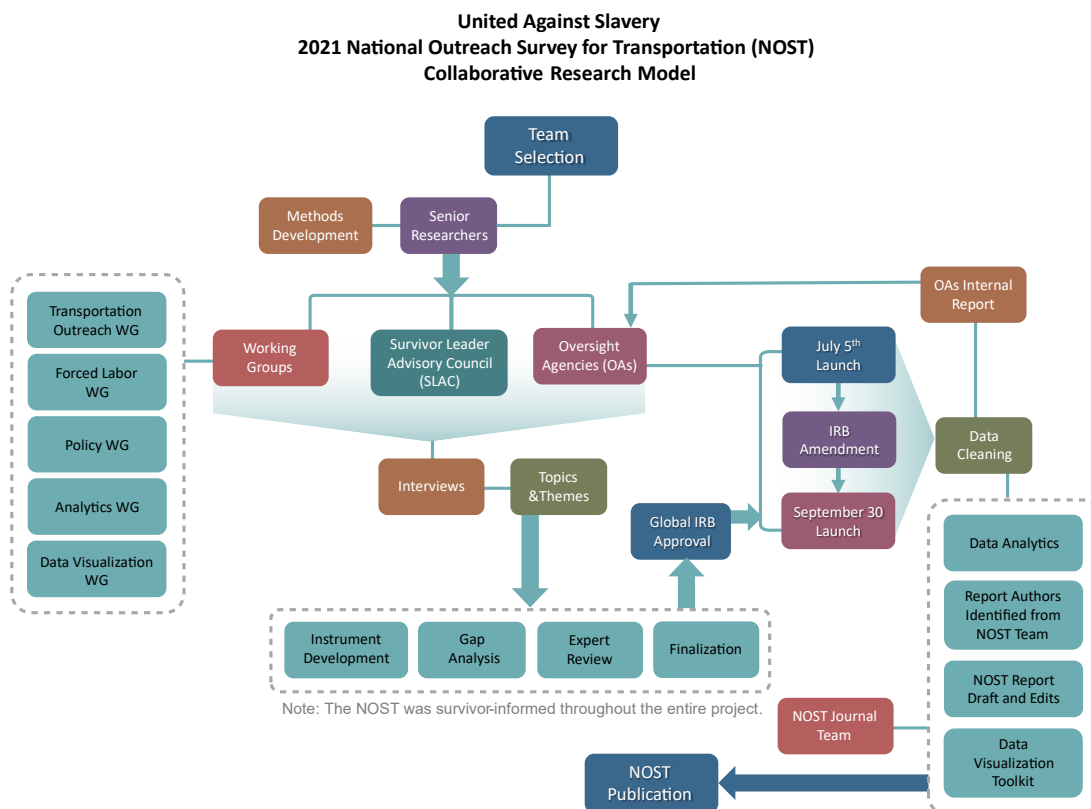 United Against Slavery
2021 National Outreach Survey for Transportation (NOST)
Collaborative Research Model
Team
Selection
Methods
Development
Senior
Researchers
OAs Internal
Report
Transportation
Outreach WG
Forced Labor
WG
Policy WG
Analytics WG
Data Visualization
WG
Working
Groups
Survivor Leader
Advisory Council
(SLAC)
Oversight
Agencies (OAs)
July 5th
Launch
IRB
Amendment
September 30
Launch
Data
Cleaning
Interviews
Topics
&Themes
Global IRB
Approval
Instrument
Development
Gap
Analysis
Expert
Review
Finalization
Note: The NOST was survivor-informed throughout the entire project.
Data Analytics
Report Authors
Identified from
NOST Team
NOST Report
Draft and Edits
Data
Visualization
Toolkit
NOST Journal
Team
NOST
Publication